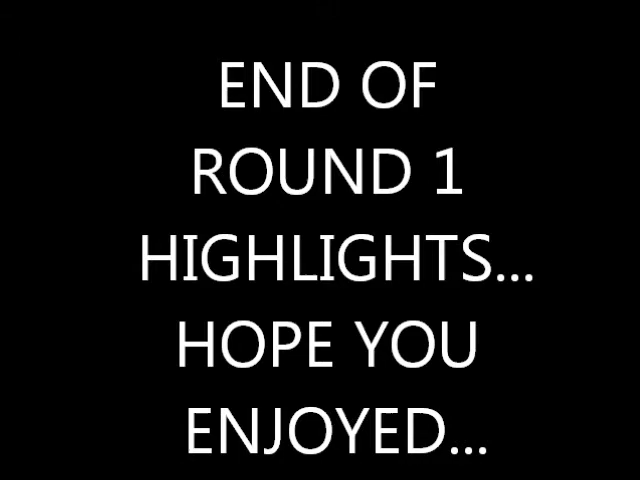 END OF
ROUND 1
HIGHLIGHTS...
HOPE YOU
ENJOYED...